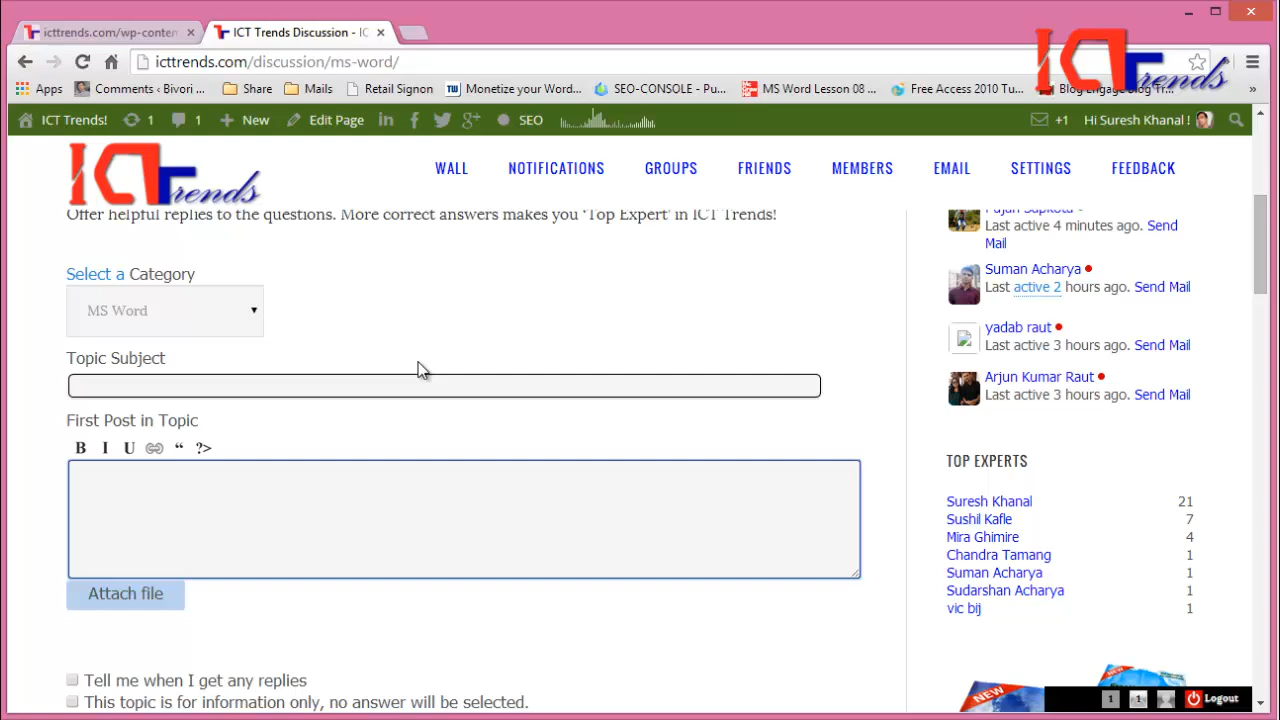 icttrends.com/wp-conten
ICT Trends Discussion - IC
icttrends.com/discussion/ms-word/
ICT Trends
Apps
Comments ‹ Bivori ...
Share
Mails
Retail Signon
Monetize your Word...
SEO-CONSOLE - Pu...
MS Word Lesson 08 ...
Free Access 2010 Tu...
»
ICT Trends!
1
1
New
Edit Page
SEO
+1
Hi Suresh Khanal !
ICT Trends
WALL
NOTIFICATIONS
GROUPS
FRIENDS
MEMBERS
EMAIL
SETTINGS
FEEDBACK
Offer helpful replies to the questions. More correct answers makes you ‘Top Expert’ in ICT Trends!
Select a Category
MS Word
Topic Subject
First Post in Topic
B I U “ ?>
Attach file
Tell me when I get any replies
This topic is for information only, no answer will be selected.
Last active 4 minutes ago. Send
Mail
Suman Acharya
Last active 2 hours ago. Send Mail
yadab raut
Last active 3 hours ago. Send Mail
Arjun Kumar Raut
Last active 3 hours ago. Send Mail
TOP EXPERTS
Suresh Khanal 21
Sushil Kafle 7
Mira Ghimire 4
Chandra Tamang 1
Suman Acharya 1
Sudarshan Acharya 1
vic bij 1
NEW
NEW
1
1
Logout